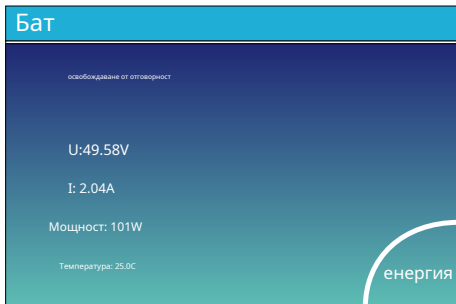 Бат
освобождаване от отговорност
U:49.58V
I: 2.04A
Мощност: 101W
Температура: 25.0C
енергия